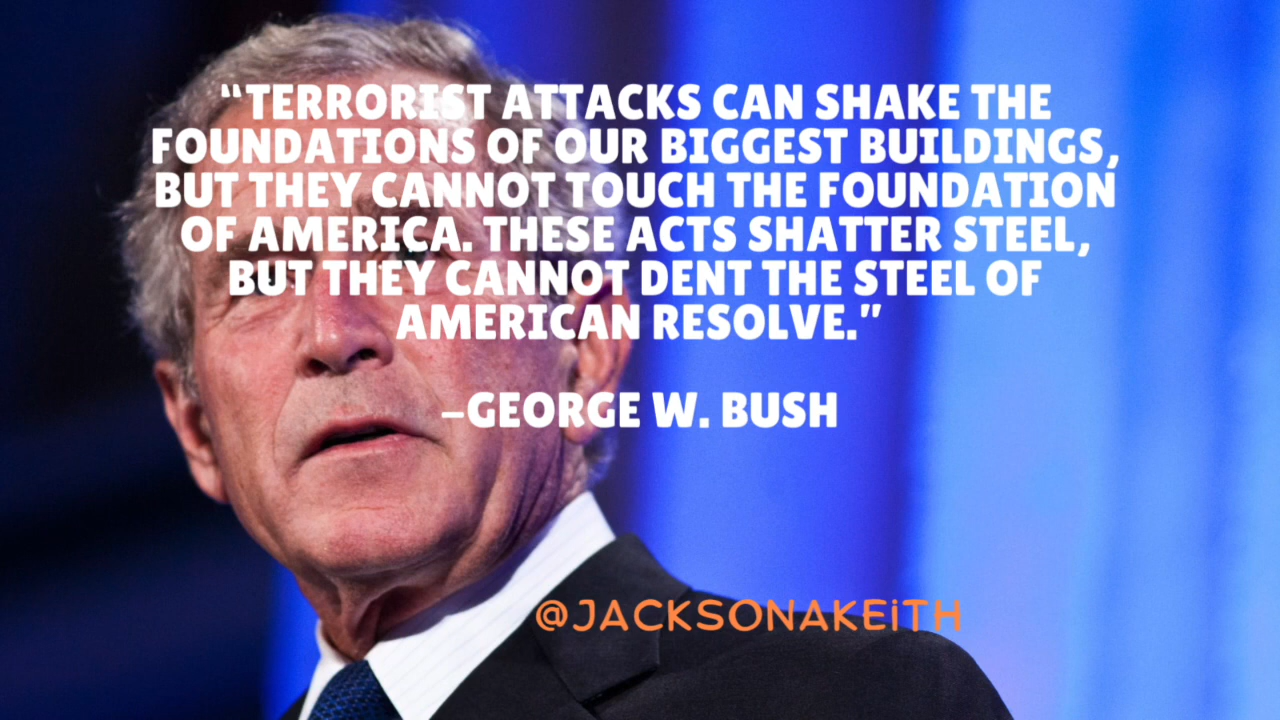 “TERRORIST ATTACKS CAN SHAKE THE
FOUNDATIONS OF OUR BIGGEST BUILDINGS,
BUT THEY CANNOT TOUCH THE FOUNDATION
OF AMERICA. THESE ACTS SHATTER STEEL,
BUT THEY CANNOT DENT THE STEEL OF
AMERICAN RESOLVE.”
–GEORGE W. BUSH
@JACKSONAKEiTH